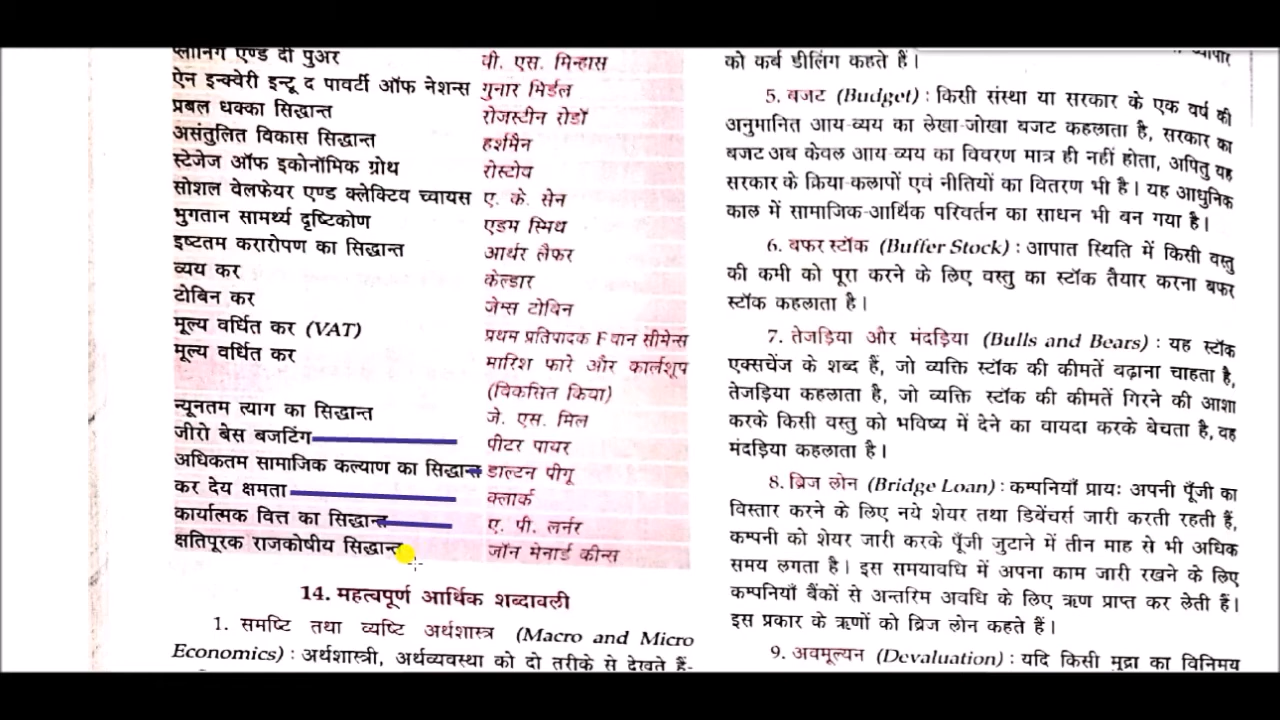 प्लानिंग एण्ड दी पुअर वी. एस. मिन्हास
ऐन इन्क्वेरी इन्टू द पावर्टी ऑफ नेशन्स गुनार मिर्डल
प्रबल धक्का सिद्धान्त रोजस्टीन रोडॉ
असंतुलित विकास सिद्धान्त हर्शमैन
स्टेजेज ऑफ इकोनॉमिक ग्रोथ रोस्टोव
सोशल वेलफेयर एण्ड क्लेक्टिव च्वायस ए. के. सेन
भुगतान सामर्थ्य दृष्टिकोण एडम स्मिथ
इष्टतम करारोपण का सिद्धान्त आर्थर लैफर
व्यय कर केल्डार
टोबिन कर जेम्स टोबिन
मूल्य वर्धित कर (VAT) प्रथम प्रतिपादक F वान सीमेन्स
मूल्य वर्धित कर मारिश फारे और कार्लशूप
(विकसित किया)
न्यूनतम त्याग का सिद्धान्त जे. एस. मिल
जीरो बेस बजटिंग पीटर पायर
अधिकतम सामाजिक कल्याण का सिद्धान्त डाल्टन पीगू
कर देय क्षमता क्लार्क
कार्यात्मक वित्त का सिद्धान्त ए. पी. लर्नर
क्षतिपूरक राजकोषीय सिद्धान्त जॉन मेनार्ड कीन्स
14. महत्वपूर्ण आर्थिक शब्दावली
1. समष्टि तथा व्यष्टि अर्थशास्त्र (Macro and Micro
Economics) : अर्थशास्त्री, अर्थव्यवस्था को दो तरीके से देखते हैं-
व्यापार
को कर्ब डीलिंग कहते हैं।
5. बजट (Budget) : किसी संस्था या सरकार के एक वर्ष की
अनुमानित आय-व्यय का लेखा-जोखा बजट कहलाता है, सरकार का
बजट अब केवल आय व्यय का विवरण मात्र ही नहीं होता, अपितु यह
सरकार के क्रिया-कलापों एवं नीतियों का वितरण भी है। यह आधुनिक
काल में सामाजिक-आर्थिक परिवर्तन का साधन भी बन गया है।
6. बफर स्टॉक (Buffer Stock) : आपात स्थिति में किसी वस्तु
की कमी को पूरा करने के लिए वस्तु का स्टॉक तैयार करना बफर
स्टॉक कहलाता है।
7. तेजड़िया और मंदड़िया (Bulls and Bears) : यह स्टॉक
एक्सचेंज के शब्द हैं, जो व्यक्ति स्टॉक की कीमतें बढ़ाना चाहता है,
तेजड़िया कहलाता है, जो व्यक्ति स्टॉक की कीमतें गिरने की आशा
करके किसी वस्तु को भविष्य में देने का वायदा करके बेचता है, वह
मंदड़िया कहलाता है।
8. ब्रिज लोन (Bridge Loan) : कम्पनियाँ प्रायः अपनी पूँजी का
विस्तार करने के लिए नये शेयर तथा डिबेंचर्स जारी करती रहती हैं,
कम्पनी को शेयर जारी करके पूँजी जुटाने में तीन माह से भी अधिक
समय लगता है। इस समयावधि में अपना काम जारी रखने के लिए
कम्पनियाँ बैंकों से अन्तरिम अवधि के लिए ऋण प्राप्त कर लेती हैं।
इस प्रकार के ऋणों को ब्रिज लोन कहते हैं।
9. अवमूल्यन (Devaluation) : यदि किसी मुद्रा का विनिमय